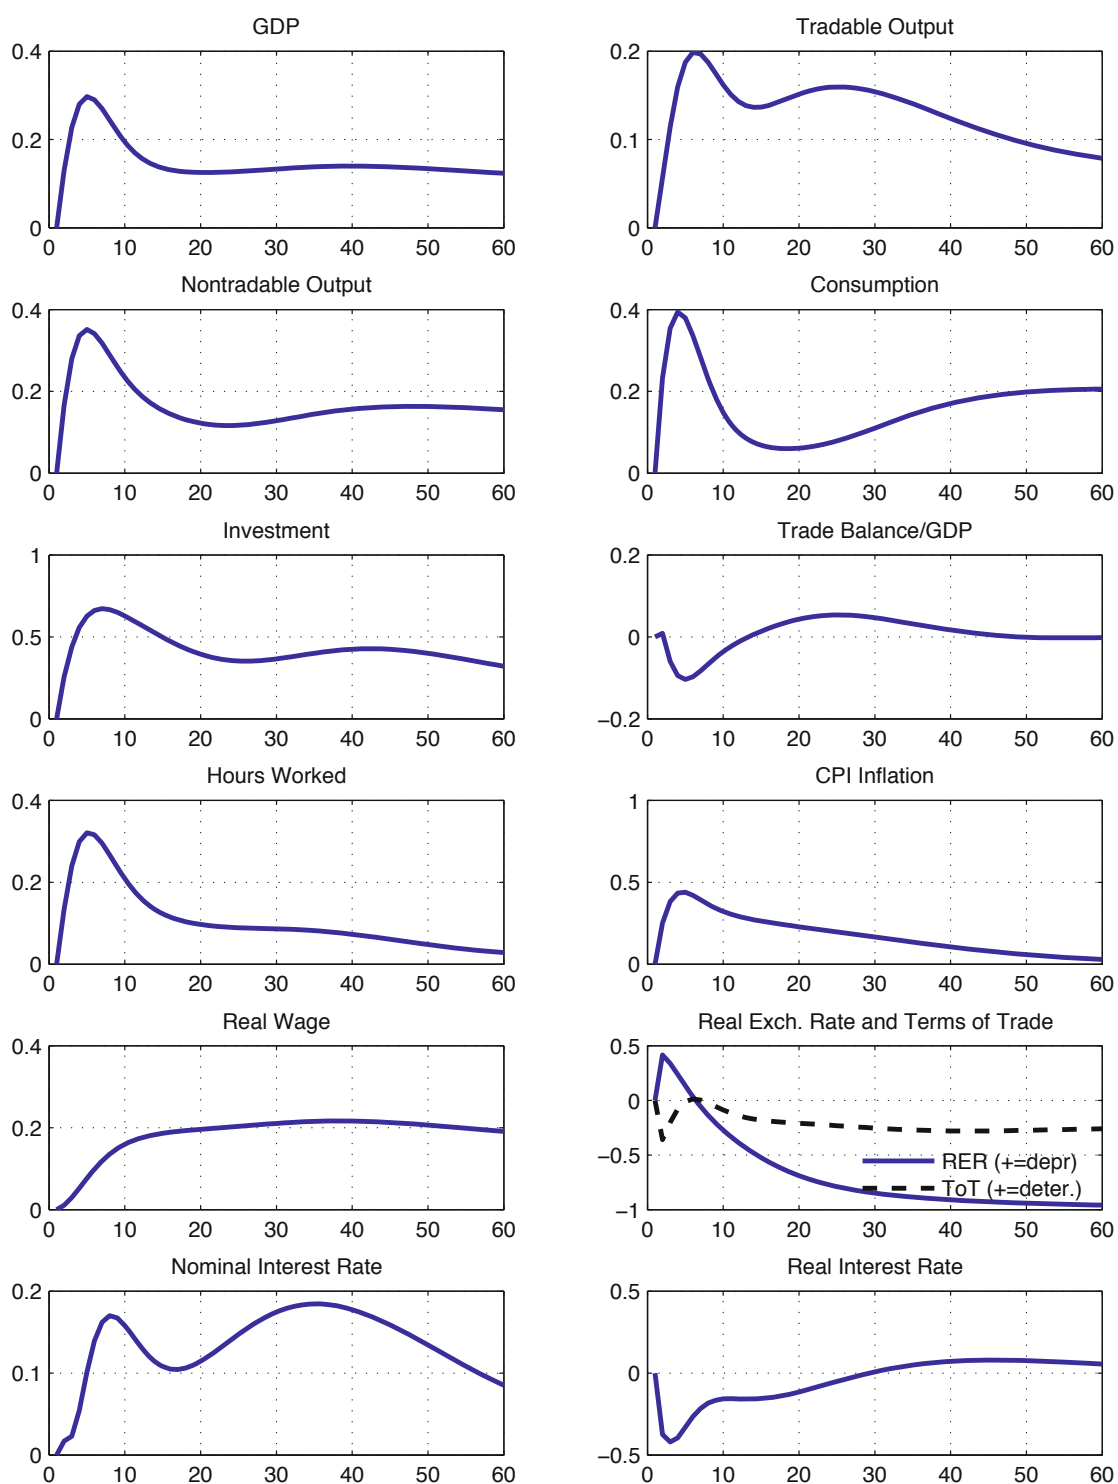 GDP
0.4
0.2
0
0 10 20 30 40 50 60
Tradable Output
0.2
0.1
0
0 10 20 30 40 50 60
Nontradable Output
0.4
0.2
0
0 10 20 30 40 50 60
Consumption
0.4
0.2
0
0 10 20 30 40 50 60
Investment
1
0.5
0
0 10 20 30 40 50 60
Trade Balance/GDP
0.2
0
−0.2
0 10 20 30 40 50 60
Hours Worked
0.4
0.2
0
0 10 20 30 40 50 60
CPI Inflation
1
0.5
0
0 10 20 30 40 50 60
Real Wage
0.4
0.2
0
0 10 20 30 40 50 60
Real Exch. Rate and Terms of Trade
0.5
0
−0.5
−1
RER (+=depr)
ToT (+=deter.)
0 10 20 30 40 50 60
Nominal Interest Rate
0.2
0.1
0
0 10 20 30 40 50 60
Real Interest Rate
0.5
0
−0.5
0 10 20 30 40 50 60